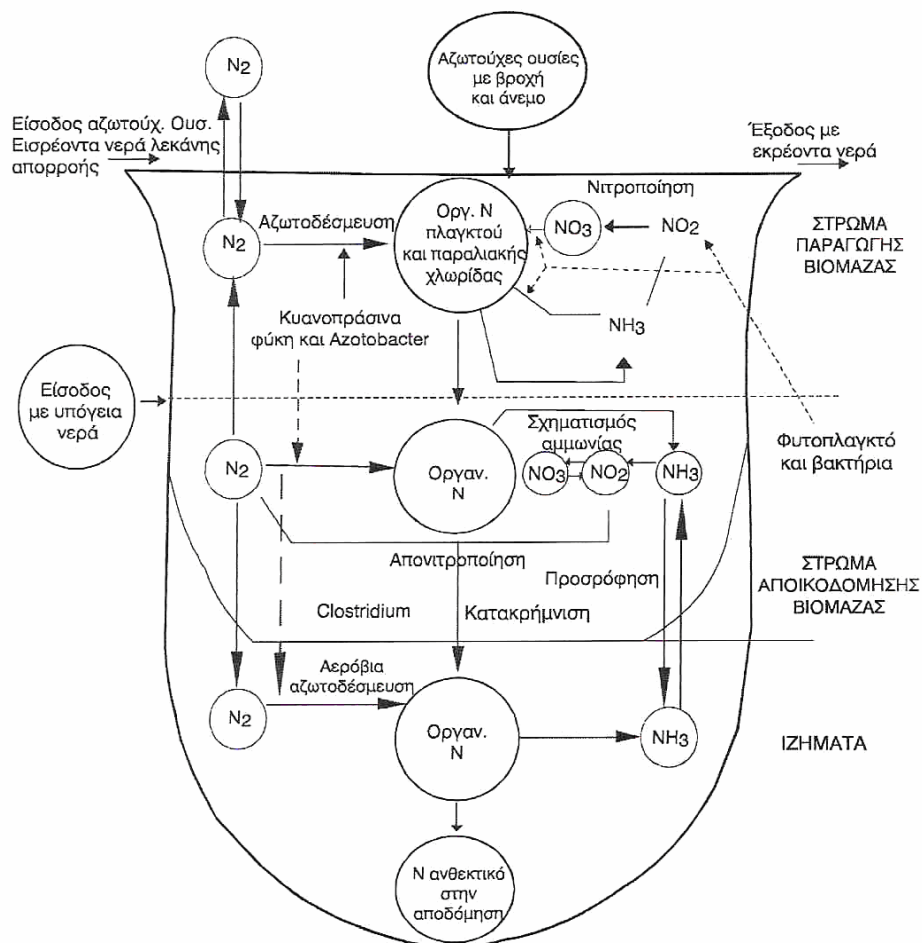 N2
Αζωτούχες ουσίες
με βροχή
και άνεμο
Είσοδος αζωτούχ. Ουσ.
Εισρέοντα νερά λεκάνης
απορροής
Έξοδος με
εκρέοντα νερά
N2
Αζωτοδέσμευση
Οργ. N
πλαγκτού
και παραλιακής
χλωρίδας
Νιτροποίηση
NO3
NO2
NH3
ΣΤΡΩΜΑ
ΠΑΡΑΓΩΓΗΣ
ΒΙΟΜΑΖΑΣ
Κυανοπράσινα
φύκη και Azotobacter
Είσοδος
με υπόγεια
νερά
N2
Οργαν.
N
Σχηματισμός
αμμωνίας
NO3
NO2
NH3
Φυτοπλαγκτό
και βακτήρια
Απονιτροποίηση
Προσρόφηση
Clostridium
Κατακρήμνιση
ΣΤΡΩΜΑ
ΑΠΟΙΚΟΔΟΜΗΣΗΣ
ΒΙΟΜΑΖΑΣ
Αερόβια
αζωτοδέσμευση
N2
Οργαν.
N
NH3
ΙΖΗΜΑΤΑ
N ανθεκτικό
στην
αποδόμηση